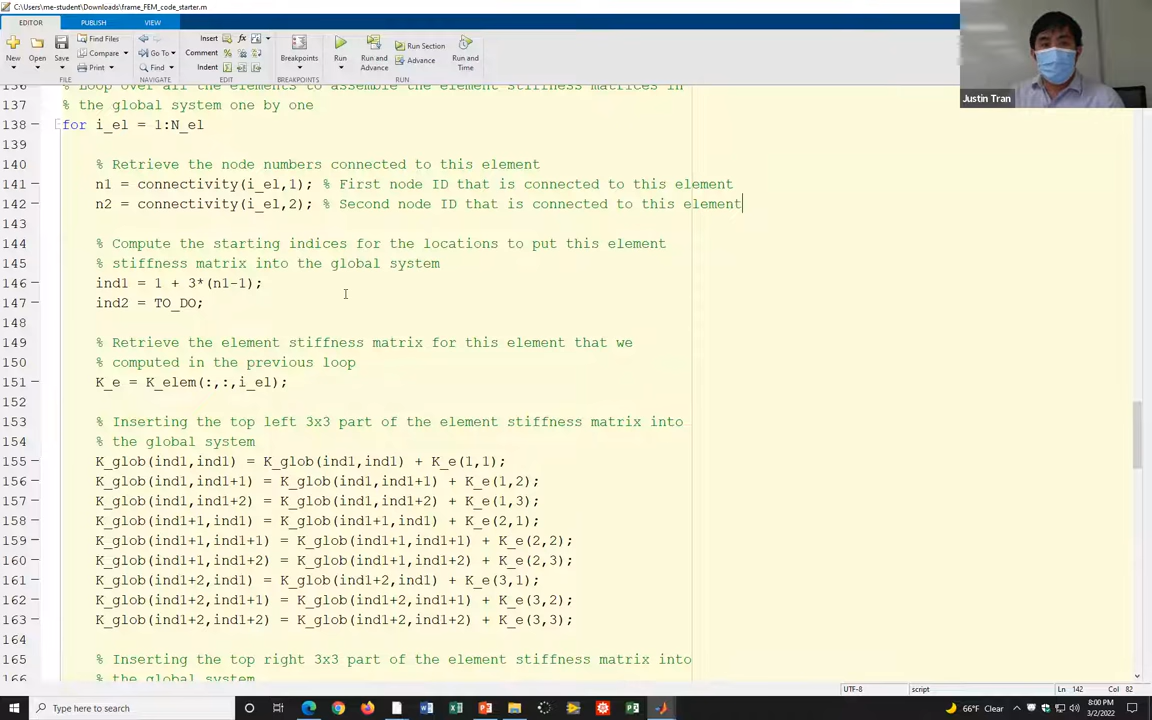 C:\Users\me-student\Downloads\frame_FEM_code_starter.m
EDITOR PUBLISH VIEW
New Open Save Find Files Compare Print Go To Find Insert Comment Indent Breakpoints Run Run and Advance Run Section Advance Run and Time
FILE NAVIGATE EDIT BREAKPOINTS RUN
Justin Tran
136 % Loop over all the elements to assemble the element stiffness matrices in
137 % the global system one by one
138 for i_el = 1:N_el
139
140 % Retrieve the node numbers connected to this element
141 n1 = connectivity(i_el,1); % First node ID that is connected to this element
142 n2 = connectivity(i_el,2); % Second node ID that is connected to this element
143
144 % Compute the starting indices for the locations to put this element
145 % stiffness matrix into the global system
146 ind1 = 1 + 3*(n1-1);
147 ind2 = TO_DO;
148
149 % Retrieve the element stiffness matrix for this element that we
150 % computed in the previous loop
151 K_e = K_elem(:,:,i_el);
152
153 % Inserting the top left 3x3 part of the element stiffness matrix into
154 % the global system
155 K_glob(ind1,ind1) = K_glob(ind1,ind1) + K_e(1,1);
156 K_glob(ind1,ind1+1) = K_glob(ind1,ind1+1) + K_e(1,2);
157 K_glob(ind1,ind1+2) = K_glob(ind1,ind1+2) + K_e(1,3);
158 K_glob(ind1+1,ind1) = K_glob(ind1+1,ind1) + K_e(2,1);
159 K_glob(ind1+1,ind1+1) = K_glob(ind1+1,ind1+1) + K_e(2,2);
160 K_glob(ind1+1,ind1+2) = K_glob(ind1+1,ind1+2) + K_e(2,3);
161 K_glob(ind1+2,ind1) = K_glob(ind1+2,ind1) + K_e(3,1);
162 K_glob(ind1+2,ind1+1) = K_glob(ind1+2,ind1+1) + K_e(3,2);
163 K_glob(ind1+2,ind1+2) = K_glob(ind1+2,ind1+2) + K_e(3,3);
164
165 % Inserting the top right 3x3 part of the element stiffness matrix into
166 % the global system
UTF-8 script Ln 142 Col 82
Type here to search
66°F Clear
8:00 PM
3/2/2022